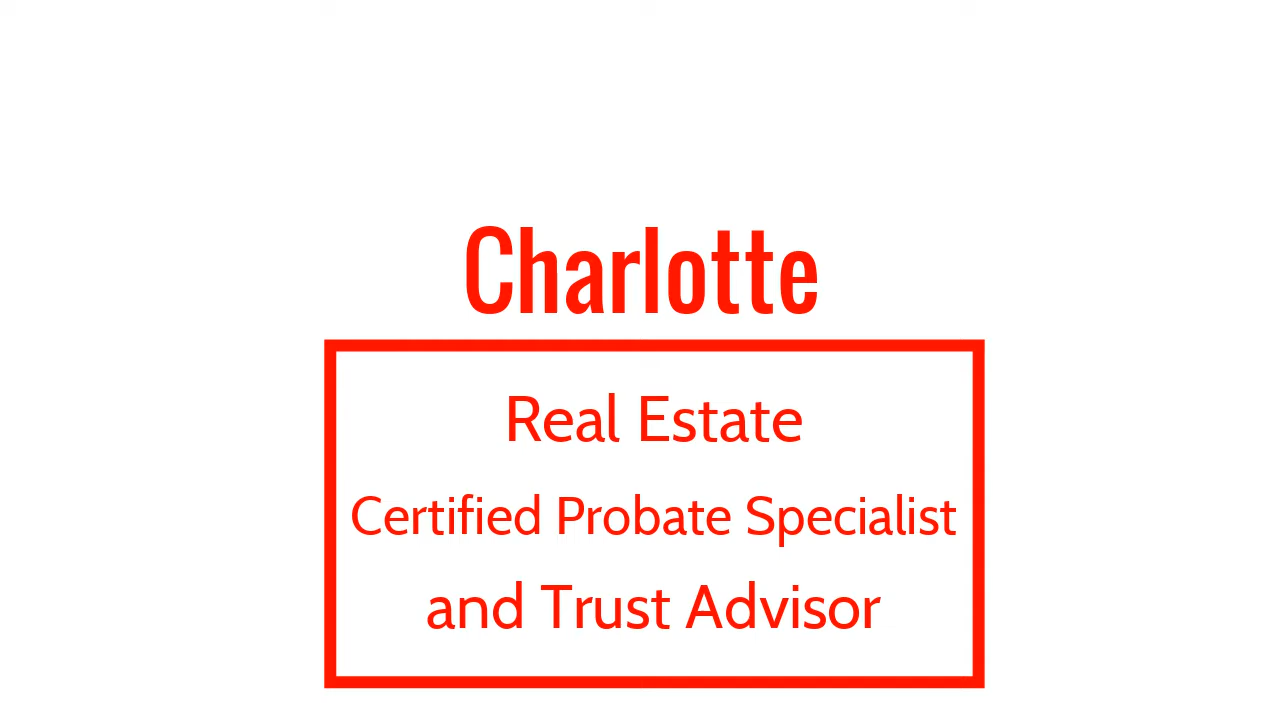 Charlotte
Real Estate
Certified Probate Specialist
and Trust Advisor